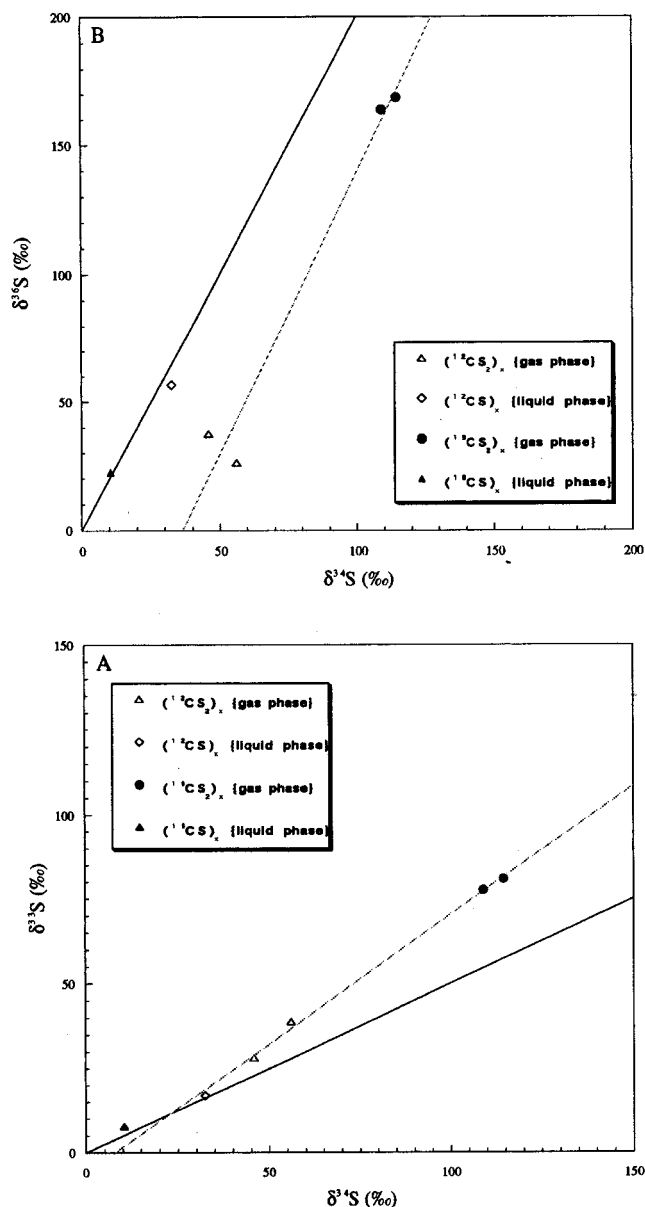 B
200
150
100
50
0
δ³⁶S (‰)
△ (¹²CS₂)ₓ {gas phase}
◇ (¹²CS)ₓ {liquid phase}
● (¹³CS₂)ₓ {gas phase}
▲ (¹³CS)ₓ {liquid phase}
0 50 100 150 200
δ³⁴S (‰)
A
150
100
50
0
δ³³S (‰)
△ (¹²CS₂)ₓ {gas phase}
◇ (¹²CS)ₓ {liquid phase}
● (¹³CS₂)ₓ {gas phase}
▲ (¹³CS)ₓ {liquid phase}
0 50 100 150
δ³⁴S (‰)